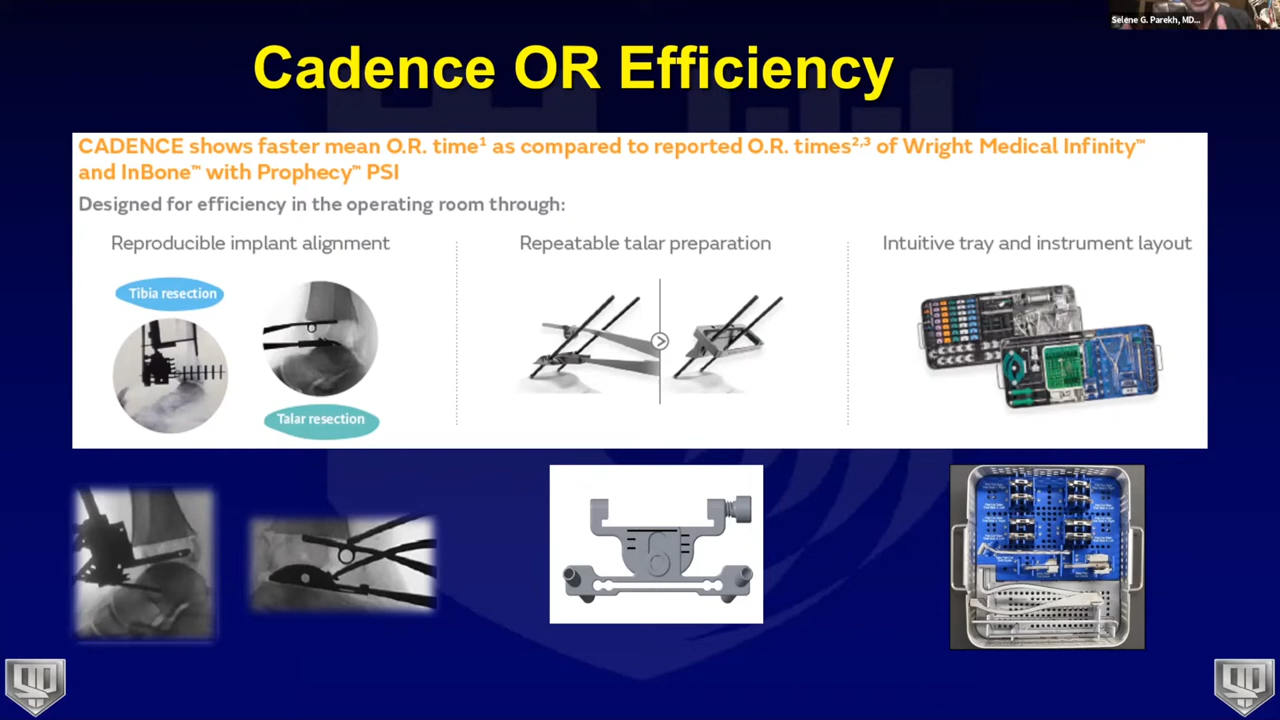 Selene G. Parekh, MD...
Cadence OR Efficiency
CADENCE shows faster mean O.R. time¹ as compared to reported O.R. times²,³ of Wright Medical Infinity™
and InBone™ with Prophecy™ PSI
Designed for efficiency in the operating room through:
Reproducible implant alignment
Repeatable talar preparation
Intuitive tray and instrument layout
Tibia resection
Talar resection